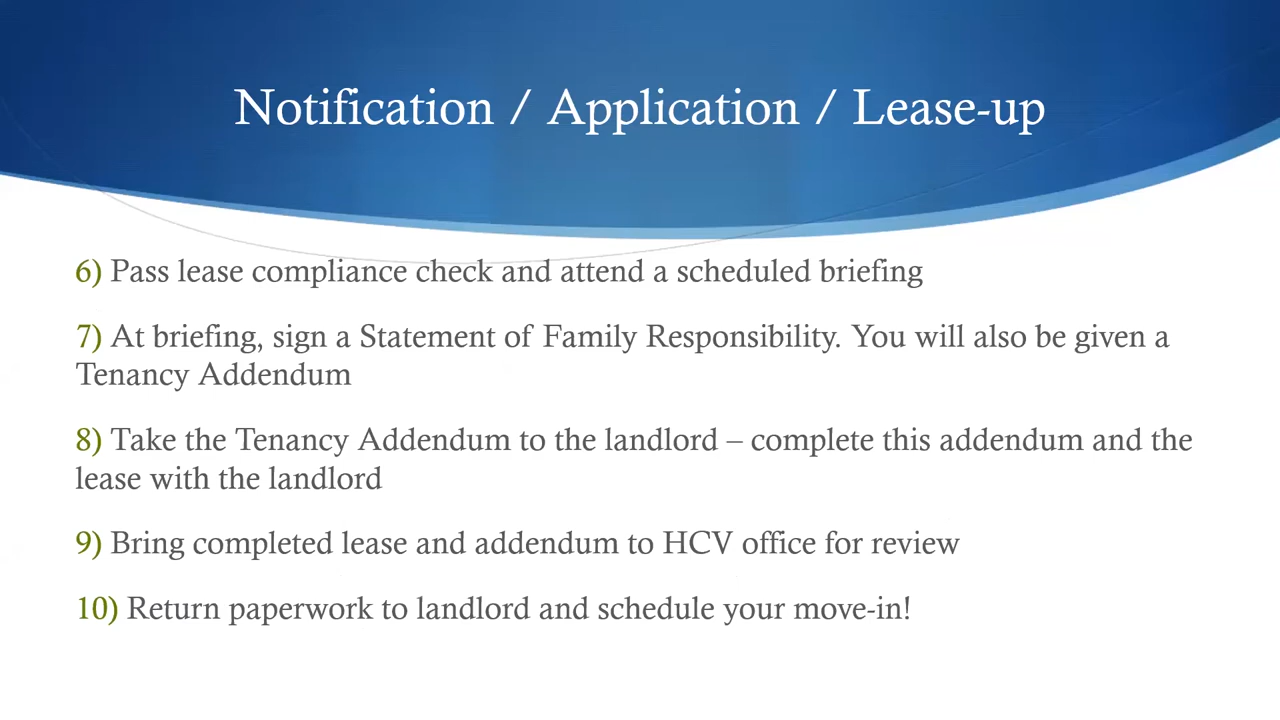 Notification / Application / Lease-up
6) Pass lease compliance check and attend a scheduled briefing
7) At briefing, sign a Statement of Family Responsibility. You will also be given a
Tenancy Addendum
8) Take the Tenancy Addendum to the landlord – complete this addendum and the
lease with the landlord
9) Bring completed lease and addendum to HCV office for review
10) Return paperwork to landlord and schedule your move-in!